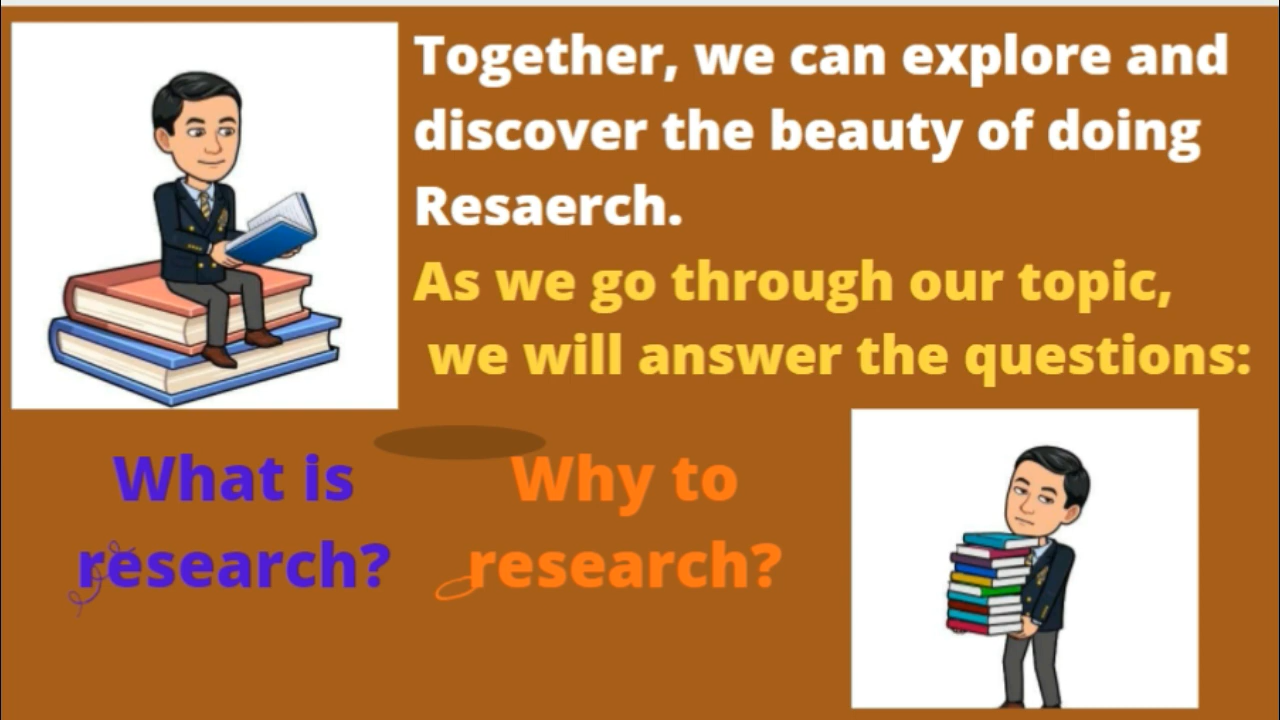 Together, we can explore and
discover the beauty of doing
Resaerch.
As we go through our topic,
we will answer the questions:
What is
research?
Why to
research?